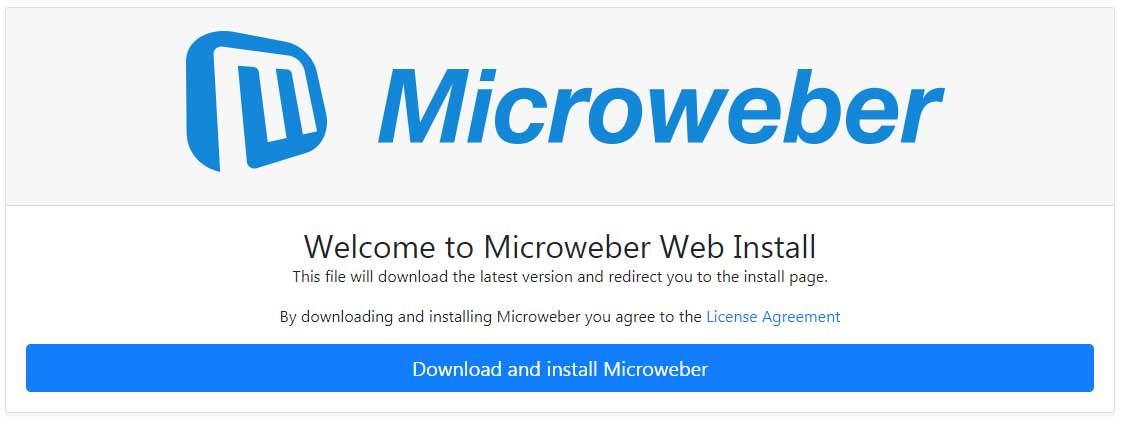 Microweber
Welcome to Microweber Web Install
This file will download the latest version and redirect you to the install page.
By downloading and installing Microweber you agree to the License Agreement
Download and install Microweber